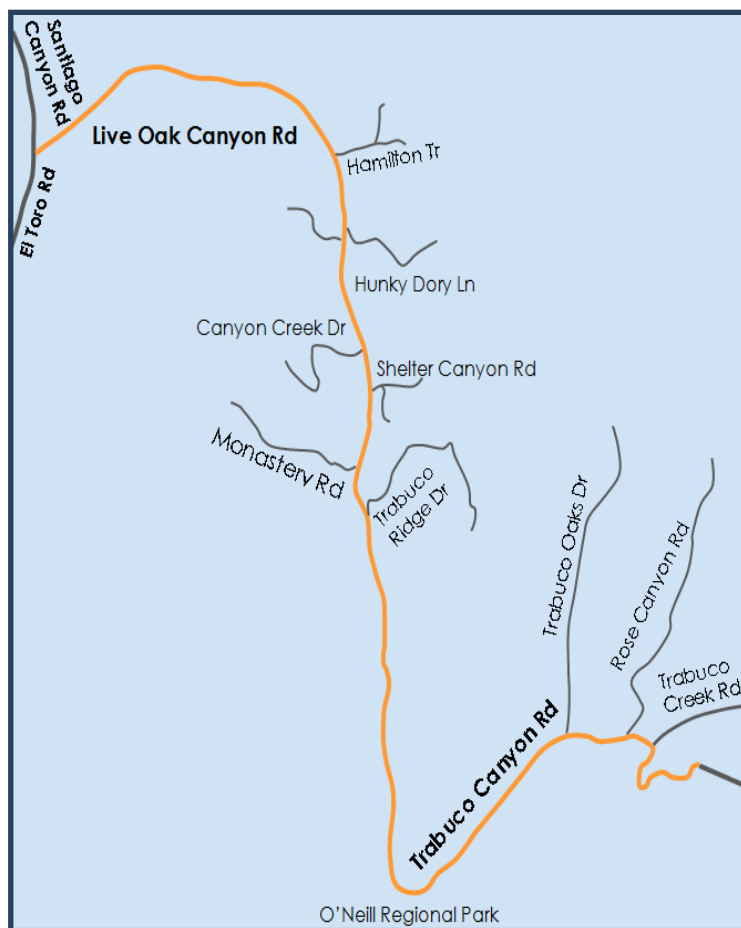 Santiago
Canyon Rd
Live Oak Canyon Rd
El Toro Rd
Hamilton Tr
Hunky Dory Ln
Canyon Creek Dr
Shelter Canyon Rd
Monastery Rd
Trabuco
Ridge Dr
Trabuco Oaks Dr
Rose Canyon Rd
Trabuco
Creek Rd
Trabuco Canyon Rd
O'Neill Regional Park